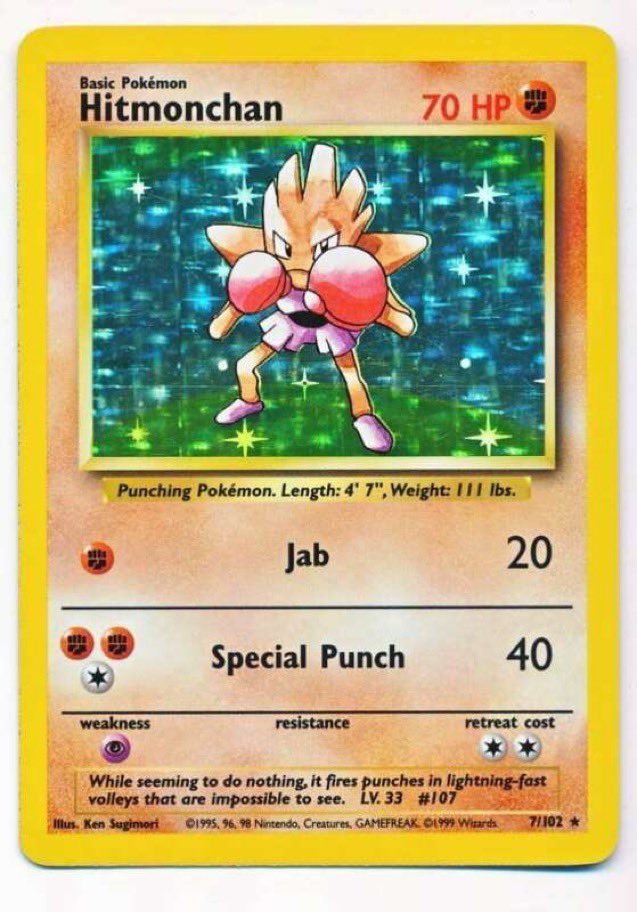 Basic Pokémon
Hitmonchan 70 HP
Punching Pokémon. Length: 4' 7", Weight: 111 lbs.
Jab 20
Special Punch 40
weakness resistance retreat cost
While seeming to do nothing, it fires punches in lightning-fast
volleys that are impossible to see. LV. 33 #107
Illus. Ken Sugimori ©1995, 96, 98 Nintendo, Creatures, GAMEFREAK. ©1999 Wizards. 7/102 ★